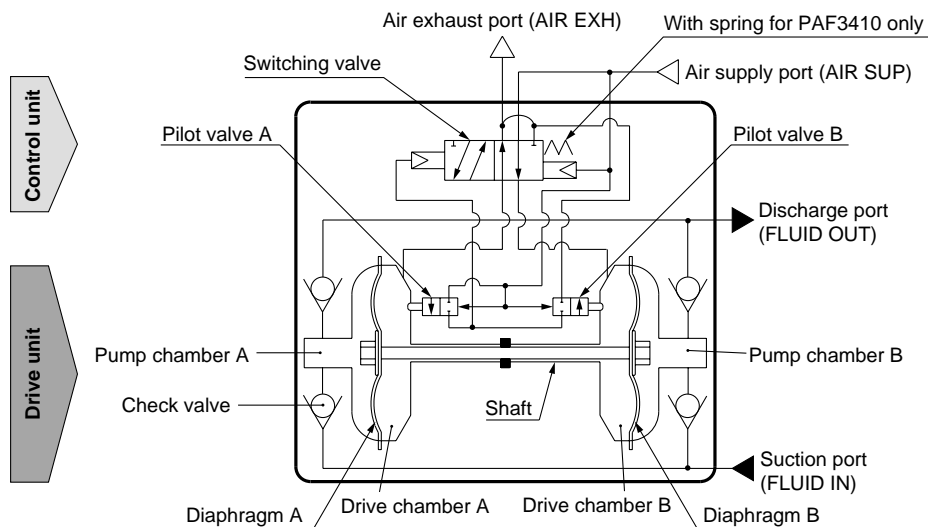 Air exhaust port (AIR EXH)
With spring for PAF3410 only
Switching valve
Air supply port (AIR SUP)
Control unit
Pilot valve A
Pilot valve B
Discharge port
(FLUID OUT)
Drive unit
Pump chamber A
Pump chamber B
Check valve
Shaft
Suction port
(FLUID IN)
Drive chamber A
Drive chamber B
Diaphragm A
Diaphragm B